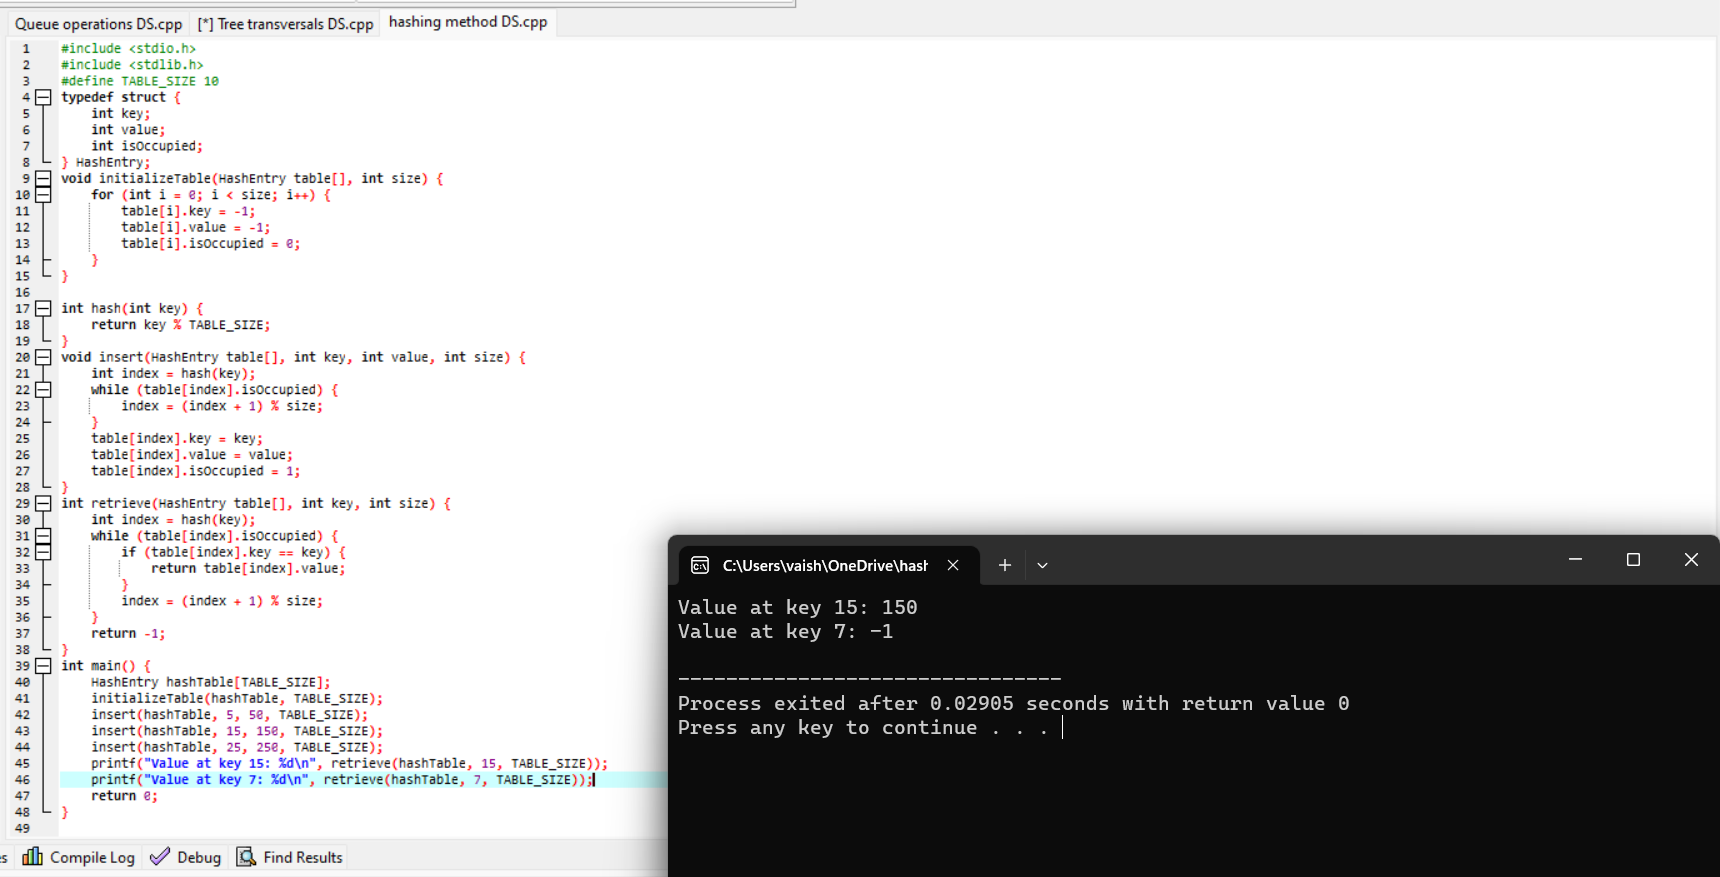 Queue operations DS.cpp [*] Tree transversals DS.cpp hashing method DS.cpp
1 #include <stdio.h>
2 #include <stdlib.h>
3 #define TABLE_SIZE 10
4 typedef struct {
5 int key;
6 int value;
7 int isOccupied;
8 } HashEntry;
9 void initializeTable(HashEntry table[], int size) {
10 for (int i = 0; i < size; i++) {
11 table[i].key = -1;
12 table[i].value = -1;
13 table[i].isOccupied = 0;
14 }
15 }
16
17 int hash(int key) {
18 return key % TABLE_SIZE;
19 }
20 void insert(HashEntry table[], int key, int value, int size) {
21 int index = hash(key);
22 while (table[index].isOccupied) {
23 index = (index + 1) % size;
24 }
25 table[index].key = key;
26 table[index].value = value;
27 table[index].isOccupied = 1;
28 }
29 int retrieve(HashEntry table[], int key, int size) {
30 int index = hash(key);
31 while (table[index].isOccupied) {
32 if (table[index].key == key) {
33 return table[index].value;
34 }
35 index = (index + 1) % size;
36 }
37 return -1;
38 }
39 int main() {
40 HashEntry hashTable[TABLE_SIZE];
41 initializeTable(hashTable, TABLE_SIZE);
42 insert(hashTable, 5, 50, TABLE_SIZE);
43 insert(hashTable, 15, 150, TABLE_SIZE);
44 insert(hashTable, 25, 250, TABLE_SIZE);
45 printf("Value at key 15: %d\n", retrieve(hashTable, 15, TABLE_SIZE));
46 printf("Value at key 7: %d\n", retrieve(hashTable, 7, TABLE_SIZE));
47 return 0;
48 }
49
Compile Log Debug Find Results
C:\Users\vaish\OneDrive\hash
Value at key 15: 150
Value at key 7: -1
--------------------------------
Process exited after 0.02905 seconds with return value 0
Press any key to continue . . .